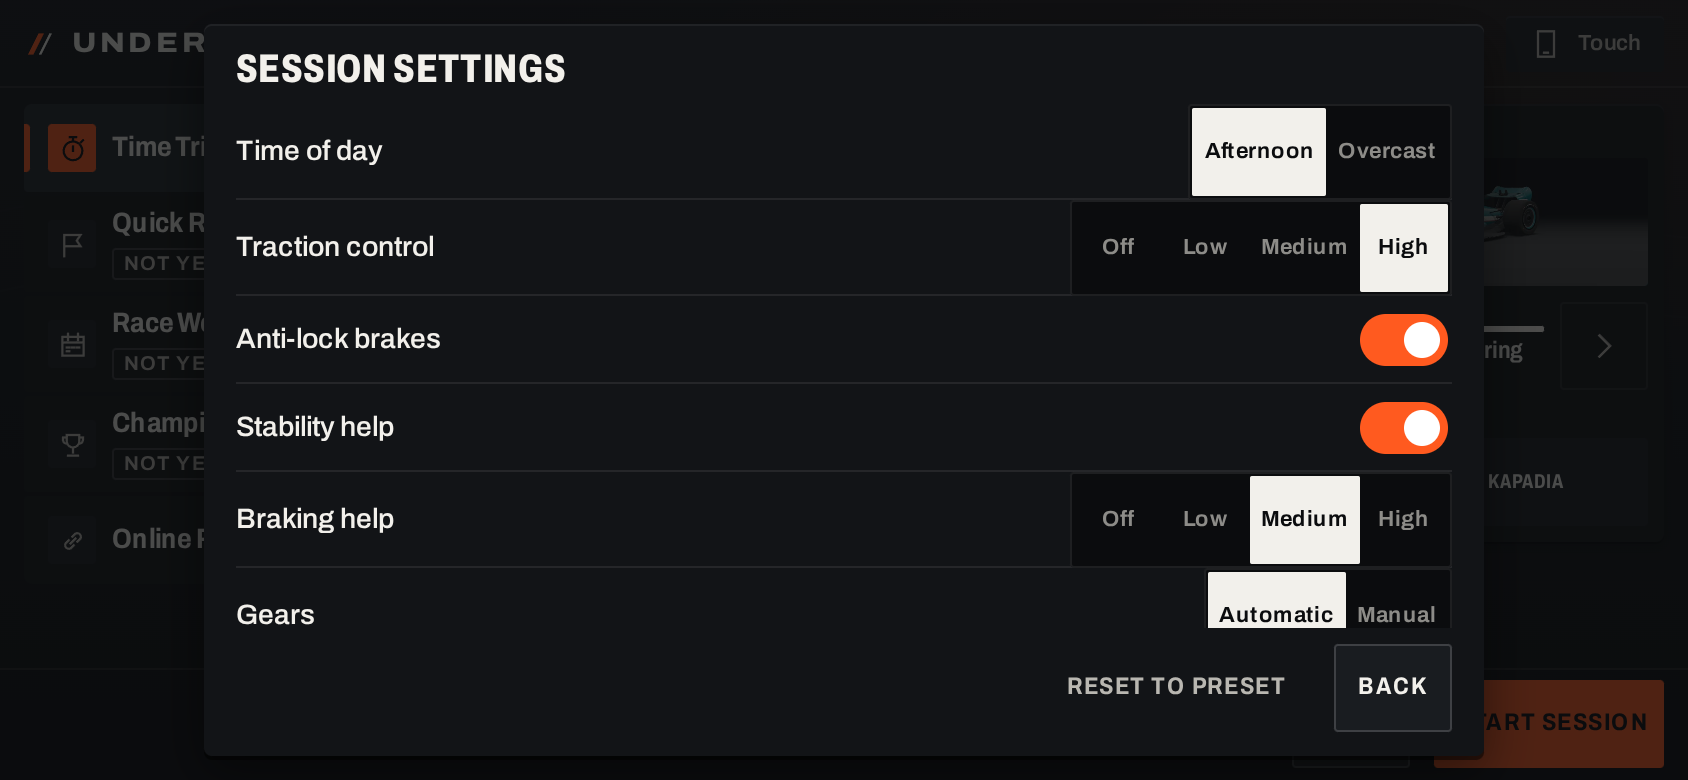 UNDER
Touch
SESSION SETTINGS
Time of day
Afternoon
Overcast
Traction control
Off
Low
Medium
High
Anti-lock brakes
Stability help
Braking help
Off
Low
Medium
High
Gears
Automatic
Manual
RESET TO PRESET
BACK
Time Tri
Quick R
NOT YE
Race We
NOT YE
Champi
NOT YE
Online
ring
KAPADIA
TART SESSION